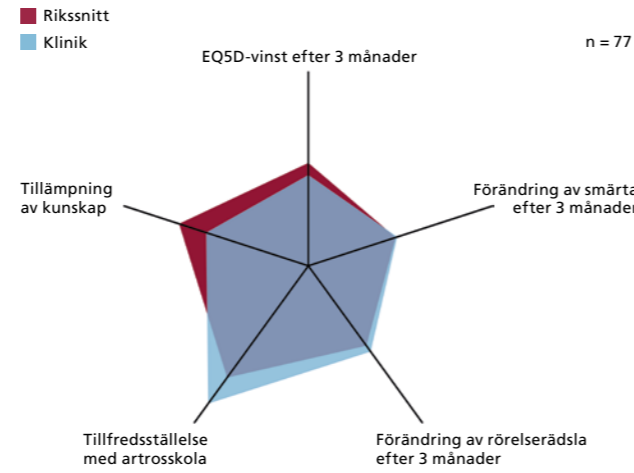 Rikssnitt
Klinik
n = 77
EQ5D-vinst efter 3 månader
Tillämpning
av kunskap
Förändring av smärta
efter 3 månader
Tillfredsställelse
med artrosskola
Förändring av rörelserädsla
efter 3 månader